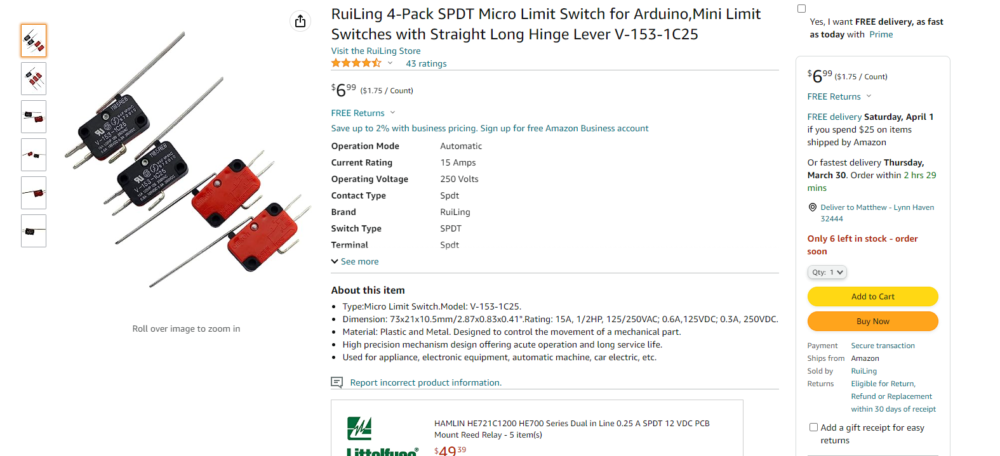 RuiLing 4-Pack SPDT Micro Limit Switch for Arduino,Mini Limit
Switches with Straight Long Hinge Lever V-153-1C25
Visit the RuiLing Store
43 ratings
$6.99 ($1.75 / Count)
FREE Returns
Save up to 2% with business pricing. Sign up for free Amazon Business account
Operation Mode Automatic
Current Rating 15 Amps
Operating Voltage 250 Volts
Contact Type Spdt
Brand RuiLing
Switch Type SPDT
Terminal Spdt
See more
About this item
• Type:Micro Limit Switch.Model: V-153-1C25.
• Dimension: 73x21x10.5mm/2.87x0.83x0.41".Rating: 15A, 1/2HP, 125/250VAC; 0.6A,125VDC; 0.3A, 250VDC.
• Material: Plastic and Metal. Designed to control the movement of a mechanical part.
• High precision mechanism design offering acute operation and long service life.
• Used for appliance, electronic equipment, automatic machine, car electric, etc.
Report incorrect product information.
HAMLIN HE721C1200 HE700 Series Dual in Line 0.25 A SPDT 12 VDC PCB
Mount Reed Relay - 5 item(s)
$49.39
Littelfuse®
1185RE8
V-153-1C25
1185RE8
V-153-1C25
Roll over image to zoom in
Yes, I want FREE delivery, as fast
as today with Prime
$6.99 ($1.75 / Count)
FREE Returns
FREE delivery Saturday, April 1
if you spend $25 on items
shipped by Amazon
Or fastest delivery Thursday,
March 30. Order within 2 hrs 29
mins
Deliver to Matthew - Lynn Haven
32444
Only 6 left in stock - order
soon
Qty: 1
Add to Cart
Buy Now
Payment Secure transaction
Ships from Amazon
Sold by RuiLing
Returns Eligible for Return,
Refund or Replacement
within 30 days of receipt
Add a gift receipt for easy
returns